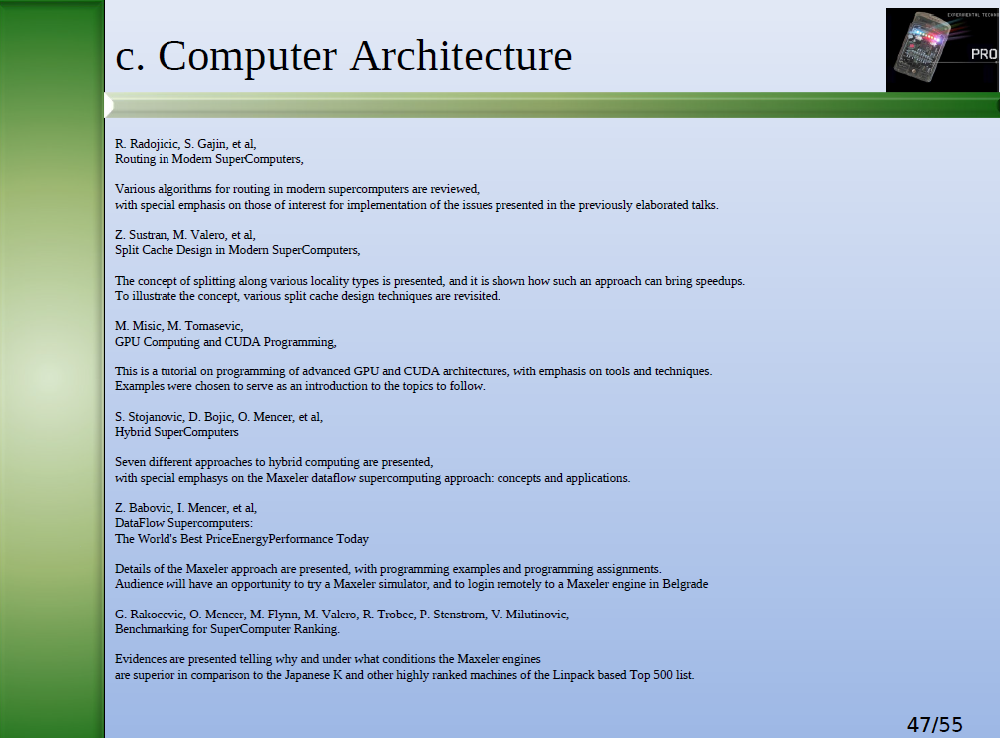 c. Computer Architecture
EXPERIMENTAL TECHN
PRO
R. Radojicic, S. Gajin, et al,
Routing in Modern SuperComputers,
Various algorithms for routing in modern supercomputers are reviewed,
with special emphasis on those of interest for implementation of the issues presented in the previously elaborated talks.
Z. Sustran, M. Valero, et al,
Split Cache Design in Modern SuperComputers,
The concept of splitting along various locality types is presented, and it is shown how such an approach can bring speedups.
To illustrate the concept, various split cache design techniques are revisited.
M. Misic, M. Tomasevic,
GPU Computing and CUDA Programming,
This is a tutorial on programming of advanced GPU and CUDA architectures, with emphasis on tools and techniques.
Examples were chosen to serve as an introduction to the topics to follow.
S. Stojanovic, D. Bojic, O. Mencer, et al,
Hybrid SuperComputers
Seven different approaches to hybrid computing are presented,
with special emphasys on the Maxeler dataflow supercomputing approach: concepts and applications.
Z. Babovic, I. Mencer, et al,
DataFlow Supercomputers:
The World's Best PriceEnergyPerformance Today
Details of the Maxeler approach are presented, with programming examples and programming assignments.
Audience will have an opportunity to try a Maxeler simulator, and to login remotely to a Maxeler engine in Belgrade
G. Rakocevic, O. Mencer, M. Flynn, M. Valero, R. Trobec, P. Stenstrom, V. Milutinovic,
Benchmarking for SuperComputer Ranking.
Evidences are presented telling why and under what conditions the Maxeler engines
are superior in comparison to the Japanese K and other highly ranked machines of the Linpack based Top 500 list.
47/55